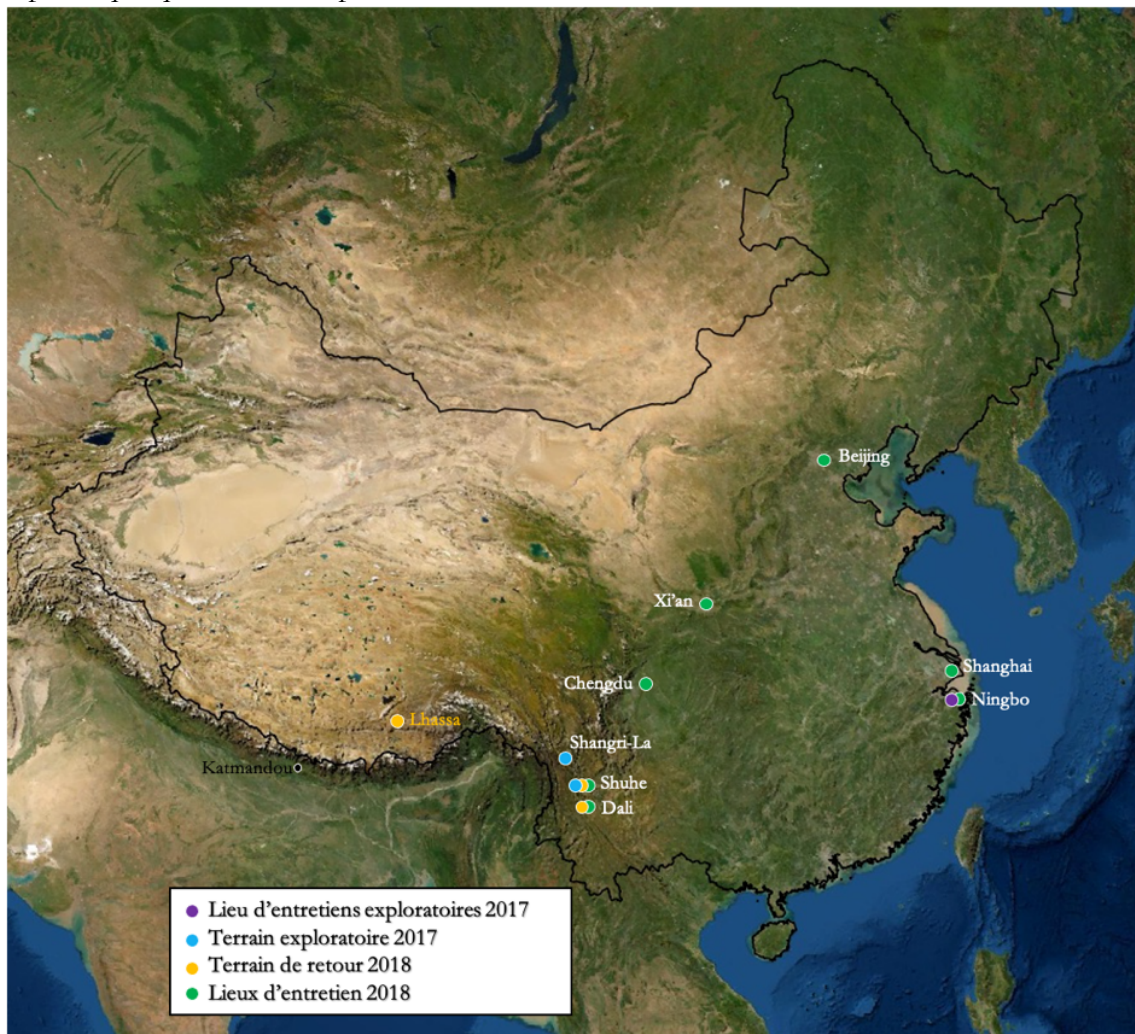 Beijing
Xi'an
Shanghai
Chengdu
Ningbo
Lhassa
Shangri-La
Katmandou
Shuhe
Dali
Lieu d'entretiens exploratoires 2017
Terrain exploratoire 2017
Terrain de retour 2018
Lieux d'entretien 2018